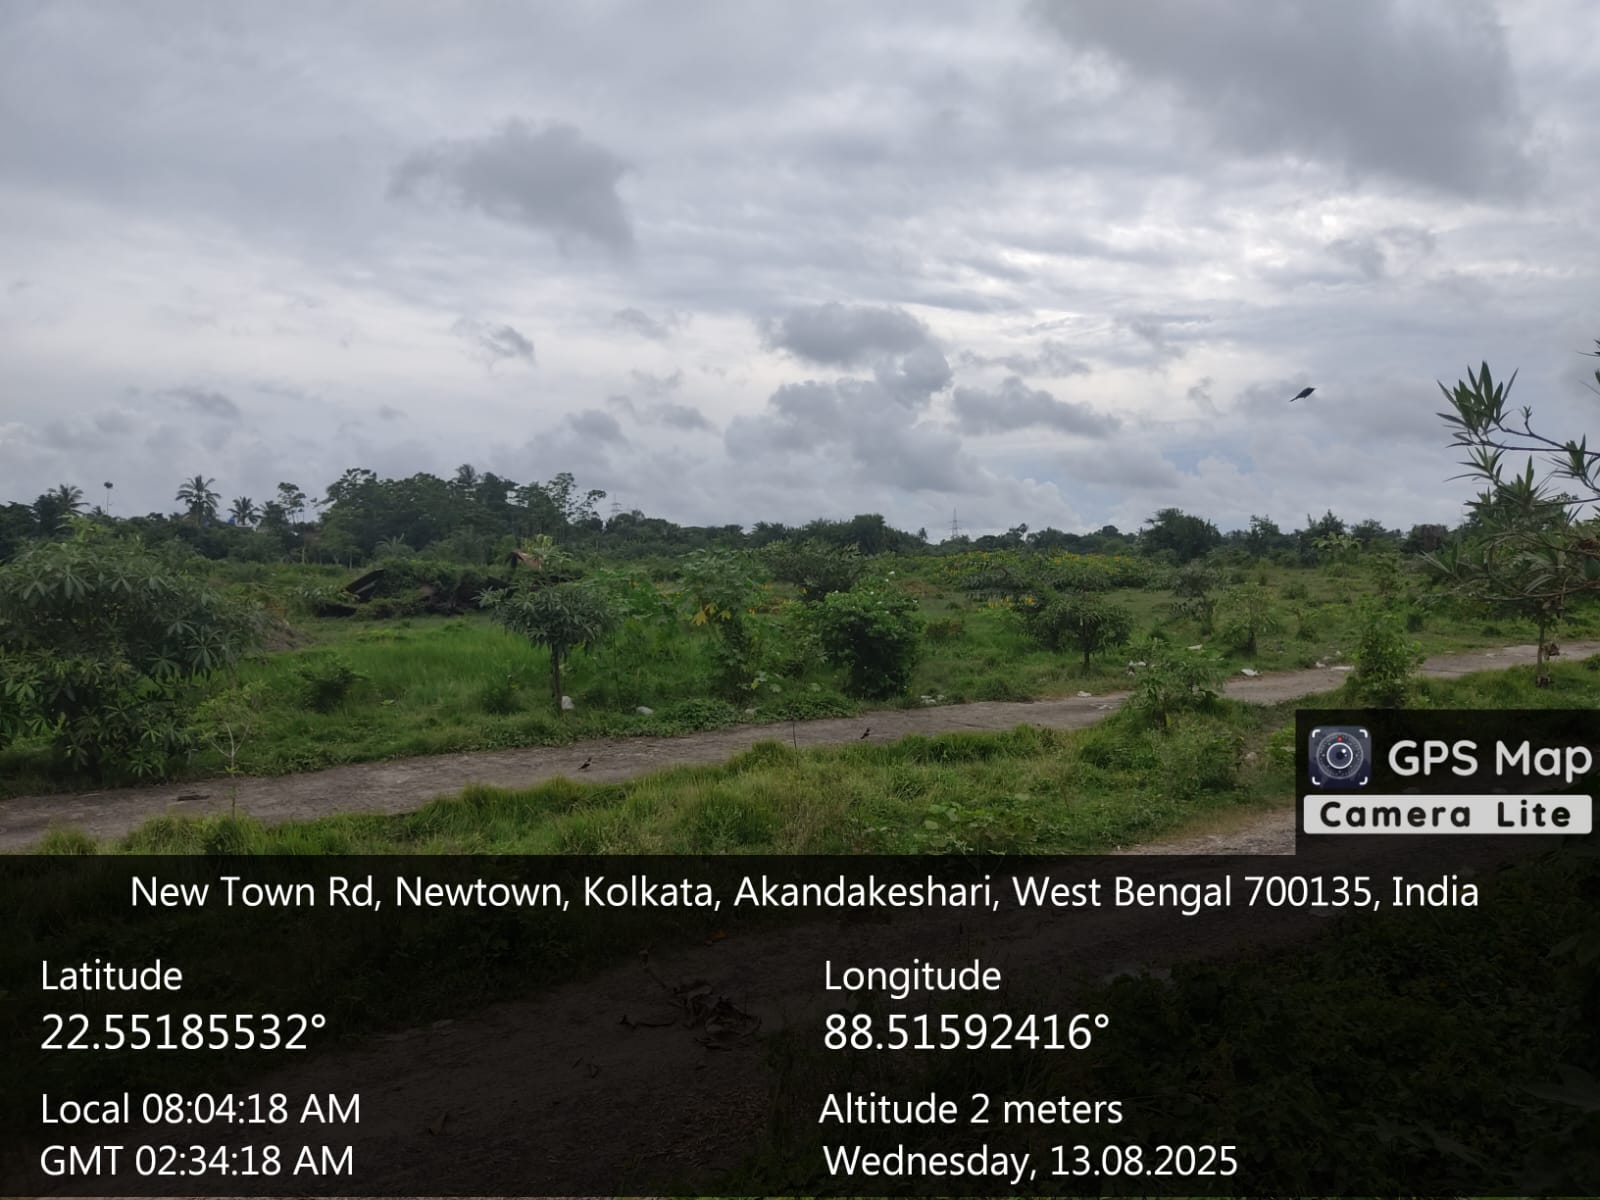 GPS Map
Camera Lite
New Town Rd, Newtown, Kolkata, Akandakeshari, West Bengal 700135, India
Latitude
22.55185532°
Longitude
88.51592416°
Local 08:04:18 AM
GMT 02:34:18 AM
Altitude 2 meters
Wednesday, 13.08.2025